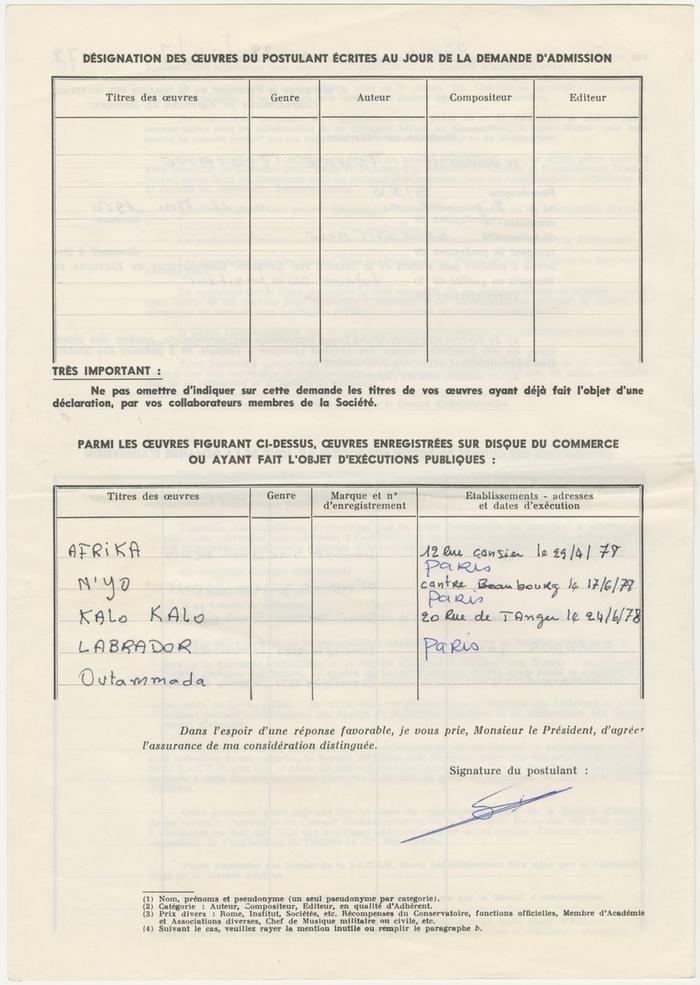 DÉSIGNATION DES ŒUVRES DU POSTULANT ÉCRITES AU JOUR DE LA DEMANDE D'ADMISSION
Titres des œuvres Genre Auteur Compositeur Editeur
TRÈS IMPORTANT :
Ne pas omettre d'indiquer sur cette demande les titres de vos œuvres ayant déjà fait l'objet d'une
déclaration, par vos collaborateurs membres de la Société.
PARMI LES ŒUVRES FIGURANT CI-DESSUS, ŒUVRES ENREGISTRÉES SUR DISQUE DU COMMERCE
OU AYANT FAIT L'OBJET D'EXÉCUTIONS PUBLIQUES :
Titres des œuvres Genre Marque et n° Etablissements - adresses
d'enregistrement et dates d'exécution
AFRIKA 12 Rue censier le 29/4/78
PARIS
N'YO centre Beaubourg le 17/6/78
PARIS
KALO KALO 20 Rue de TAnger le 24/6/78
LABRADOR PARIS
Outammada
Dans l'espoir d'une réponse favorable, je vous prie, Monsieur le Président, d'agréer
l'assurance de ma considération distinguée.
Signature du postulant :
(1) Nom, prénoms et pseudonyme (un seul pseudonyme par categorie).
(2) Catégorie : Auteur, Compositeur, Editeur, en qualité d'Adhérent.
(3) Prix divers : Rome, Institut, Sociétés, etc. Récompenses du Conservatoire, fonctions officielles, Membre d'Académie
et Associations diverses, Chef de Musique militaire ou civile, etc.
(4) Suivant le cas, veuillez rayer la mention inutile ou remplir le paragraphe b.